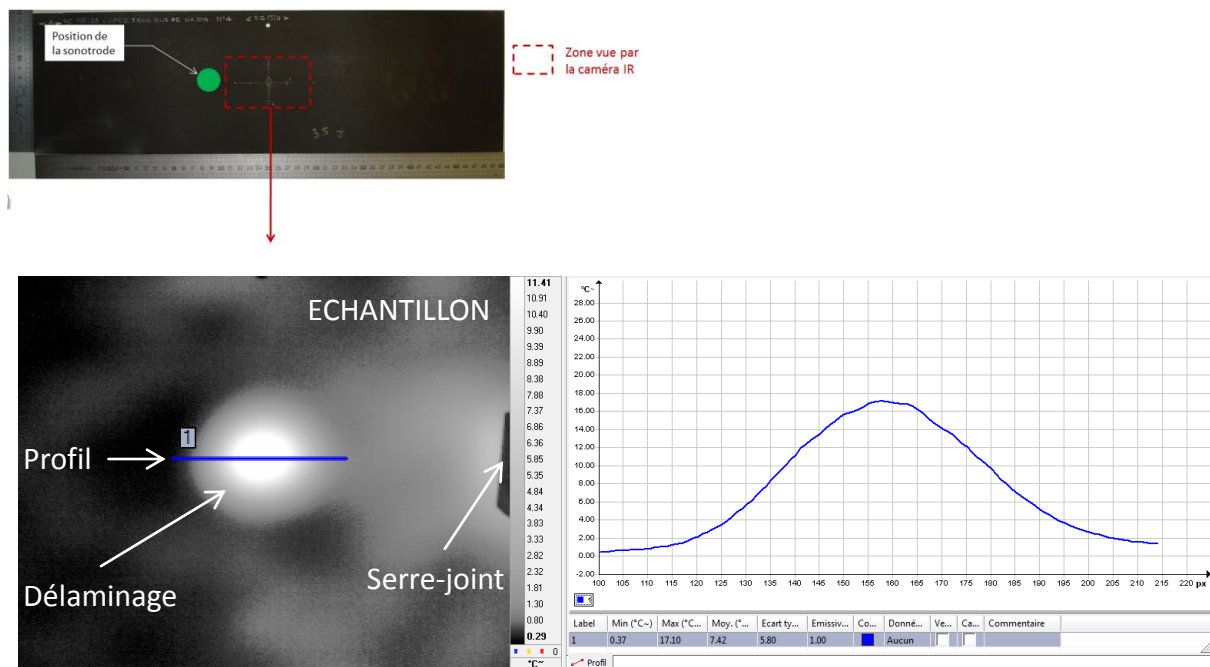 Position de
la sonotrode
Zone vue par
la caméra IR
35 J
ECHANTILLON
1
Profil
Délaminage
Serre-joint
11.41
10.91
10.40
9.90
9.39
8.89
8.38
7.88
7.37
6.86
6.36
5.85
5.35
4.84
4.34
3.83
3.33
2.82
2.32
1.81
1.30
0.80
0.29
0
°C~
°C~
28.00
26.00
24.00
22.00
20.00
18.00
16.00
14.00
12.00
10.00
8.00
6.00
4.00
2.00
0.00
-2.00
100 105 110 115 120 125 130 135 140 145 150 155 160 165 170 175 180 185 190 195 200 205 210 215 220 px
1
Label Min (°C~) Max (°C... Moy. (°... Ecart ty... Emissiv... Co... Donné... Ve... Ca... Commentaire
1 0.37 17.10 7.42 5.80 1.00 Aucun
Profil